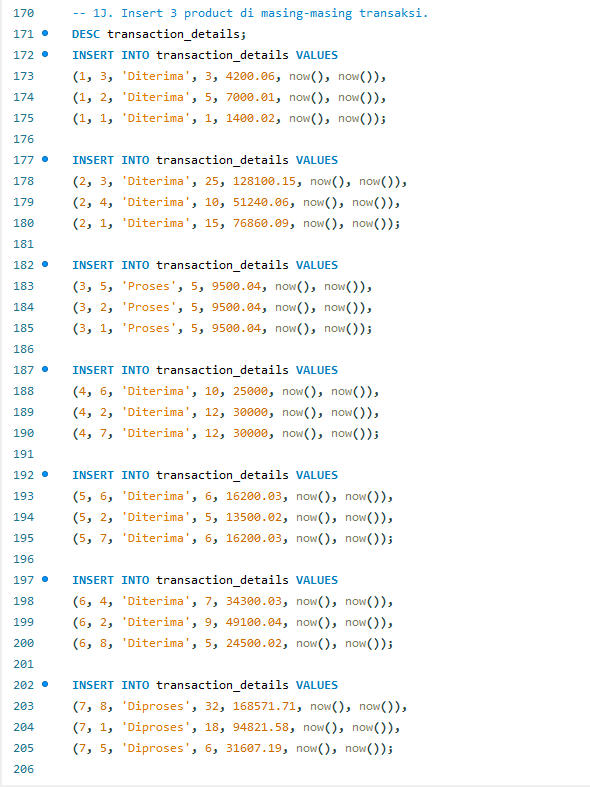 170 -- 1J. Insert 3 product di masing-masing transaksi.
171 DESC transaction_details;
172 INSERT INTO transaction_details VALUES
173 (1, 3, 'Diterima', 3, 4200.06, now(), now()),
174 (1, 2, 'Diterima', 5, 7000.01, now(), now()),
175 (1, 1, 'Diterima', 1, 1400.02, now(), now());
176
177 INSERT INTO transaction_details VALUES
178 (2, 3, 'Diterima', 25, 128100.15, now(), now()),
179 (2, 4, 'Diterima', 10, 51240.06, now(), now()),
180 (2, 1, 'Diterima', 15, 76860.09, now(), now());
181
182 INSERT INTO transaction_details VALUES
183 (3, 5, 'Proses', 5, 9500.04, now(), now()),
184 (3, 2, 'Proses', 5, 9500.04, now(), now()),
185 (3, 1, 'Proses', 5, 9500.04, now(), now());
186
187 INSERT INTO transaction_details VALUES
188 (4, 6, 'Diterima', 10, 25000, now(), now()),
189 (4, 2, 'Diterima', 12, 30000, now(), now()),
190 (4, 7, 'Diterima', 12, 30000, now(), now());
191
192 INSERT INTO transaction_details VALUES
193 (5, 6, 'Diterima', 6, 16200.03, now(), now()),
194 (5, 2, 'Diterima', 5, 13500.02, now(), now()),
195 (5, 7, 'Diterima', 6, 16200.03, now(), now());
196
197 INSERT INTO transaction_details VALUES
198 (6, 4, 'Diterima', 7, 34300.03, now(), now()),
199 (6, 2, 'Diterima', 9, 49100.04, now(), now()),
200 (6, 8, 'Diterima', 5, 24500.02, now(), now());
201
202 INSERT INTO transaction_details VALUES
203 (7, 8, 'Diproses', 32, 168571.71, now(), now()),
204 (7, 1, 'Diproses', 18, 94821.58, now(), now()),
205 (7, 5, 'Diproses', 6, 31607.19, now(), now());
206